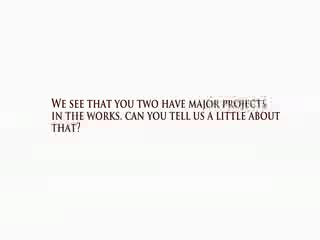 We see that you two have major projects
in the works. can you tell us a little about
that?